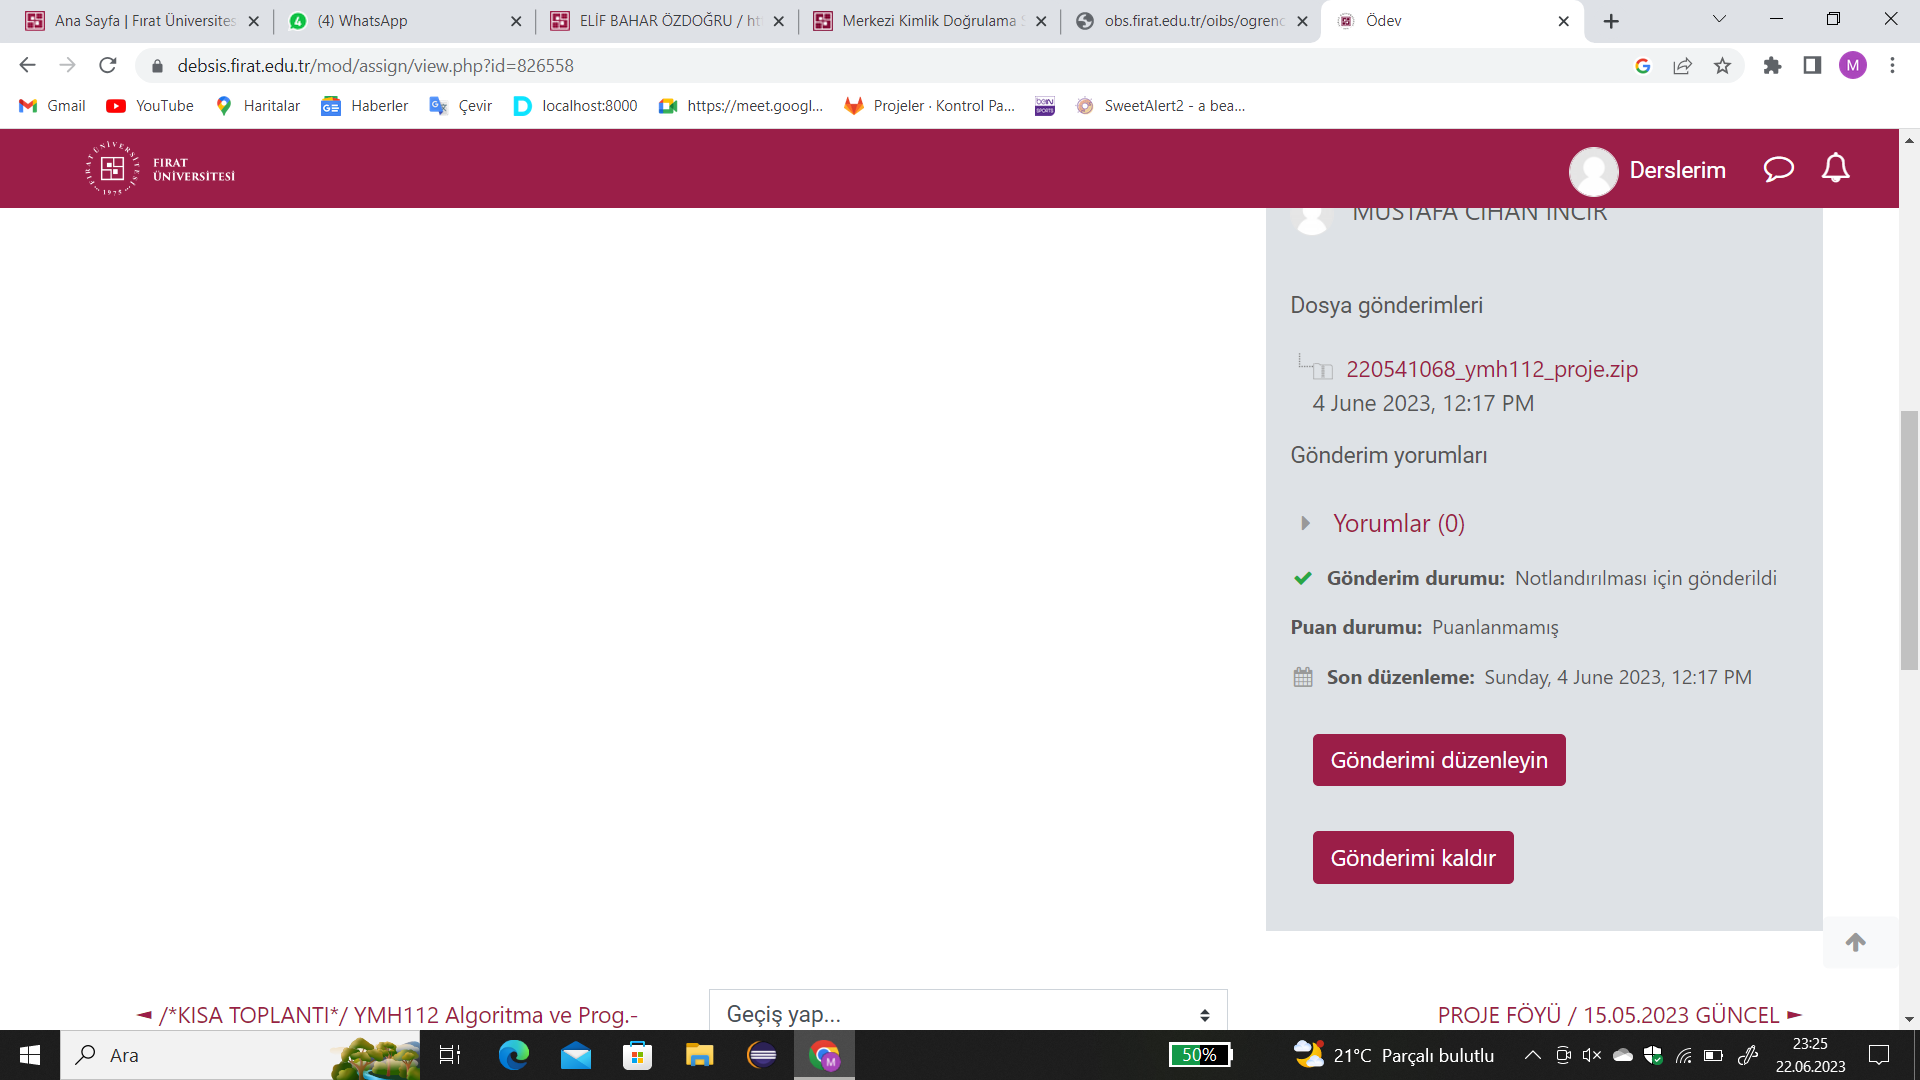 Ana Sayfa | Fırat Üniversites
(4) WhatsApp
ELİF BAHAR ÖZDOĞRU / ht
Merkezi Kimlik Doğrulama S
obs.firat.edu.tr/oibs/ogrenc
Ödev
debsis.firat.edu.tr/mod/assign/view.php?id=826558
M
Gmail
YouTube
Haritalar
Haberler
Çevir
localhost:8000
https://meet.googl...
Projeler · Kontrol Pa...
SweetAlert2 - a bea...
FIRAT
ÜNİVERSİTESİ
Derslerim
MUSTAFA CİHAN İNCİR
Dosya gönderimleri
220541068_ymh112_proje.zip
4 June 2023, 12:17 PM
Gönderim yorumları
Yorumlar (0)
Gönderim durumu: Notlandırılması için gönderildi
Puan durumu: Puanlanmamış
Son düzenleme: Sunday, 4 June 2023, 12:17 PM
Gönderimi düzenleyin
Gönderimi kaldır
◄ /*KISA TOPLANTI*/ YMH112 Algoritma ve Prog.-
Geçiş yap...
PROJE FÖYÜ / 15.05.2023 GÜNCEL ►
Ara
50%
21°C Parçalı bulutlu
23:25
22.06.2023